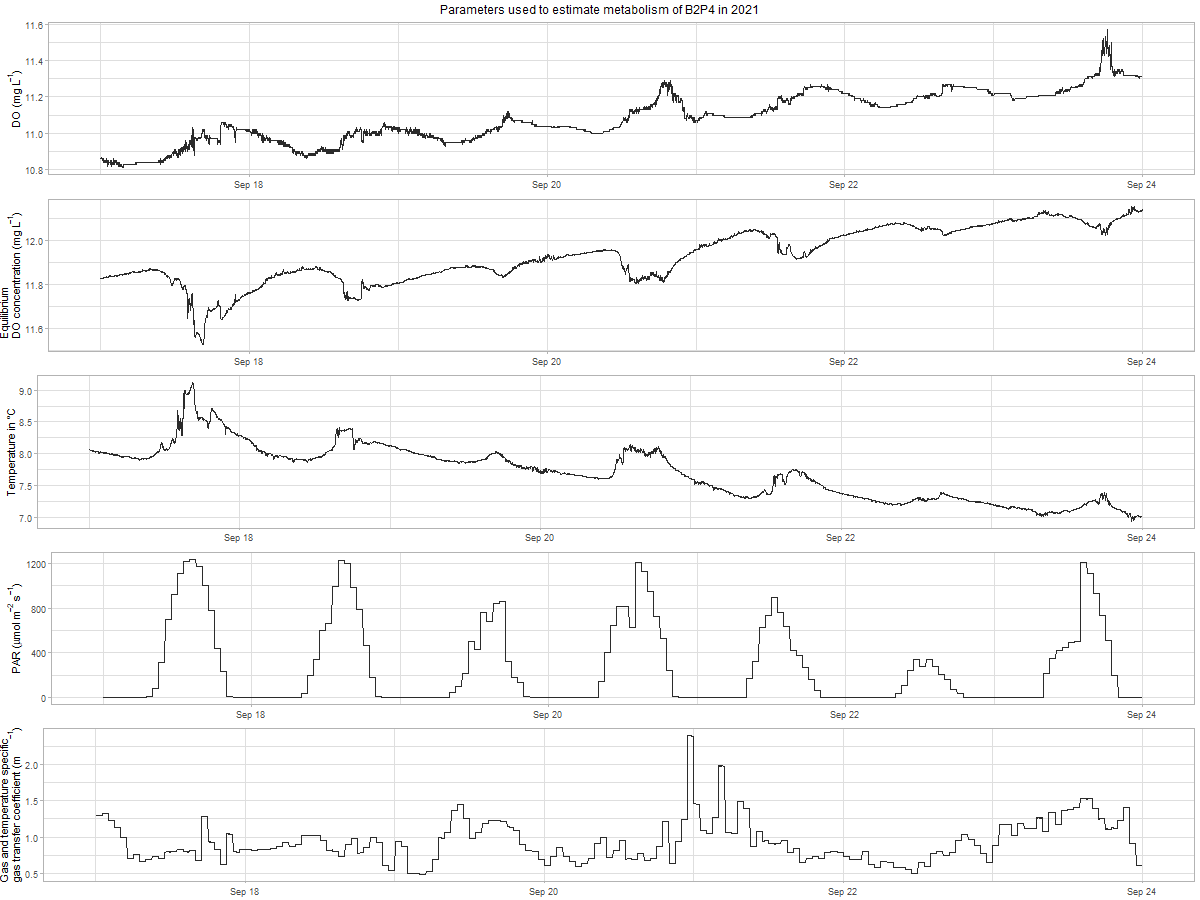 Parameters used to estimate metabolism of B2P4 in 2021
DO (mg L⁻¹)
11.6
11.4
11.2
11.0
10.8
Sep 18 Sep 20 Sep 22 Sep 24
Equilibrium
DO concentration (mg L⁻¹)
12.0
11.8
11.6
Sep 18 Sep 20 Sep 22 Sep 24
Temperature in °C
9.0
8.5
8.0
7.5
7.0
Sep 18 Sep 20 Sep 22 Sep 24
PAR (umol m⁻² s⁻¹)
1200
800
400
0
Sep 18 Sep 20 Sep 22 Sep 24
Gas and temperature specific
gas transfer coefficient (m⁻¹)
2.0
1.5
1.0
0.5
Sep 18 Sep 20 Sep 22 Sep 24